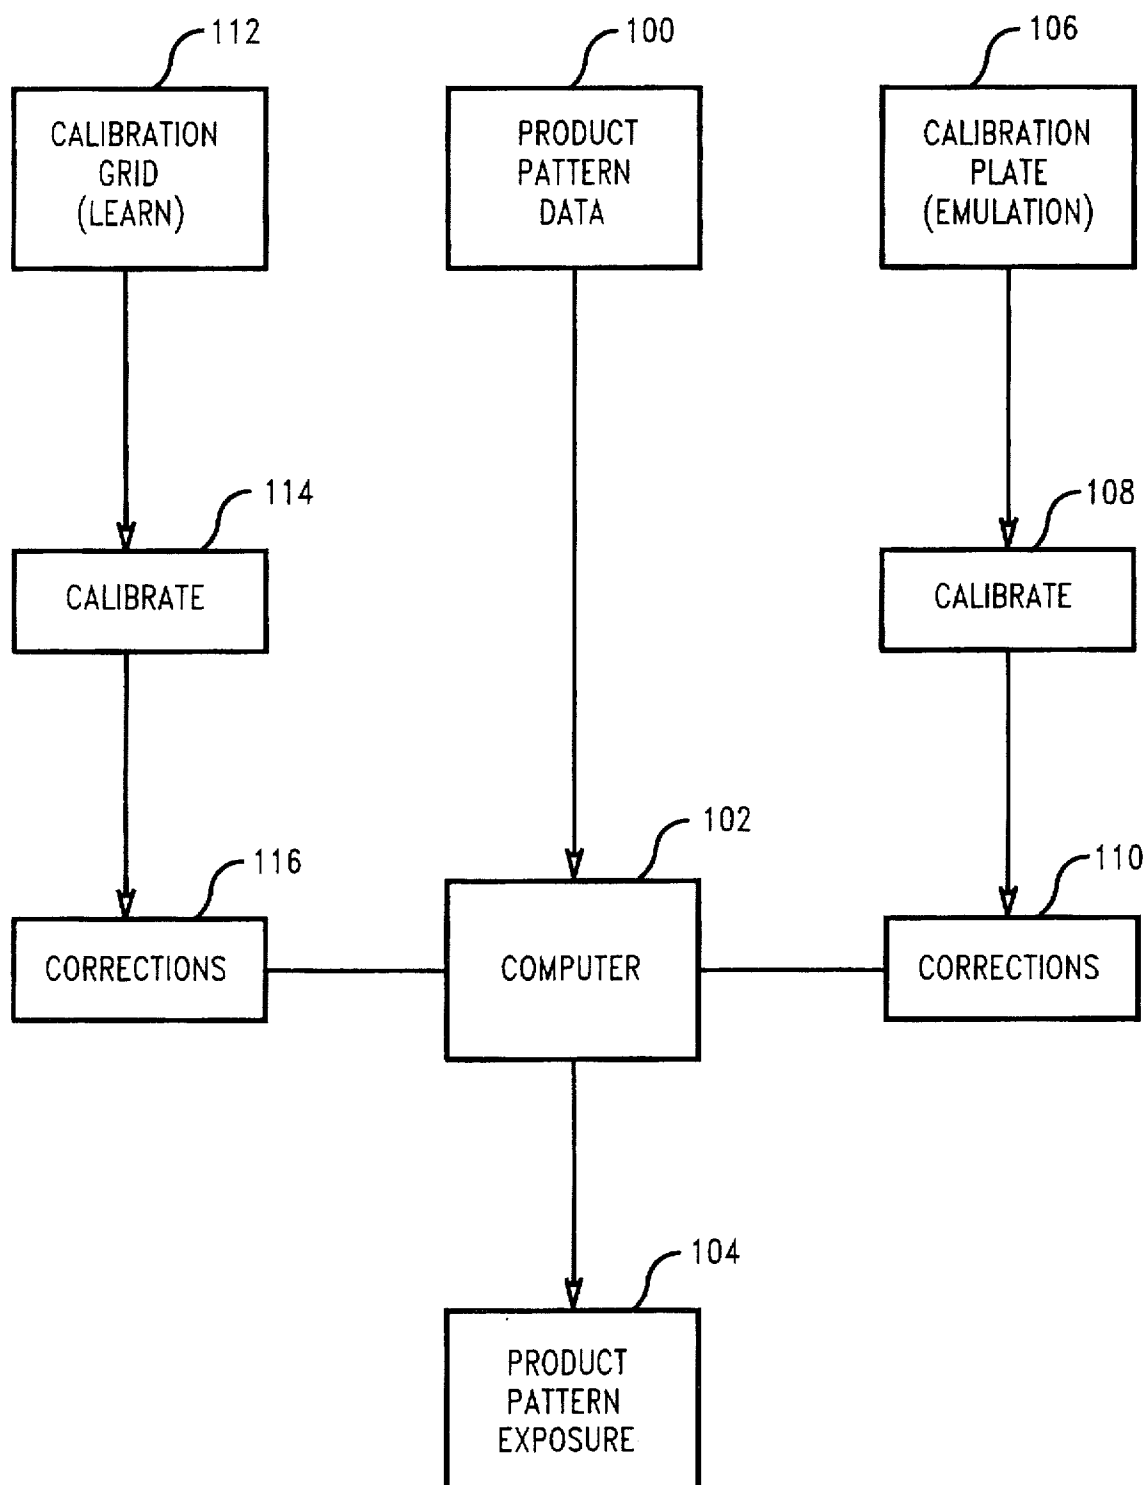 112
100
106
CALIBRATION
GRID
(LEARN)
PRODUCT
PATTERN
DATA
CALIBRATION
PLATE
(EMULATION)
114
108
CALIBRATE
CALIBRATE
102
116
110
CORRECTIONS
COMPUTER
CORRECTIONS
104
PRODUCT
PATTERN
EXPOSURE